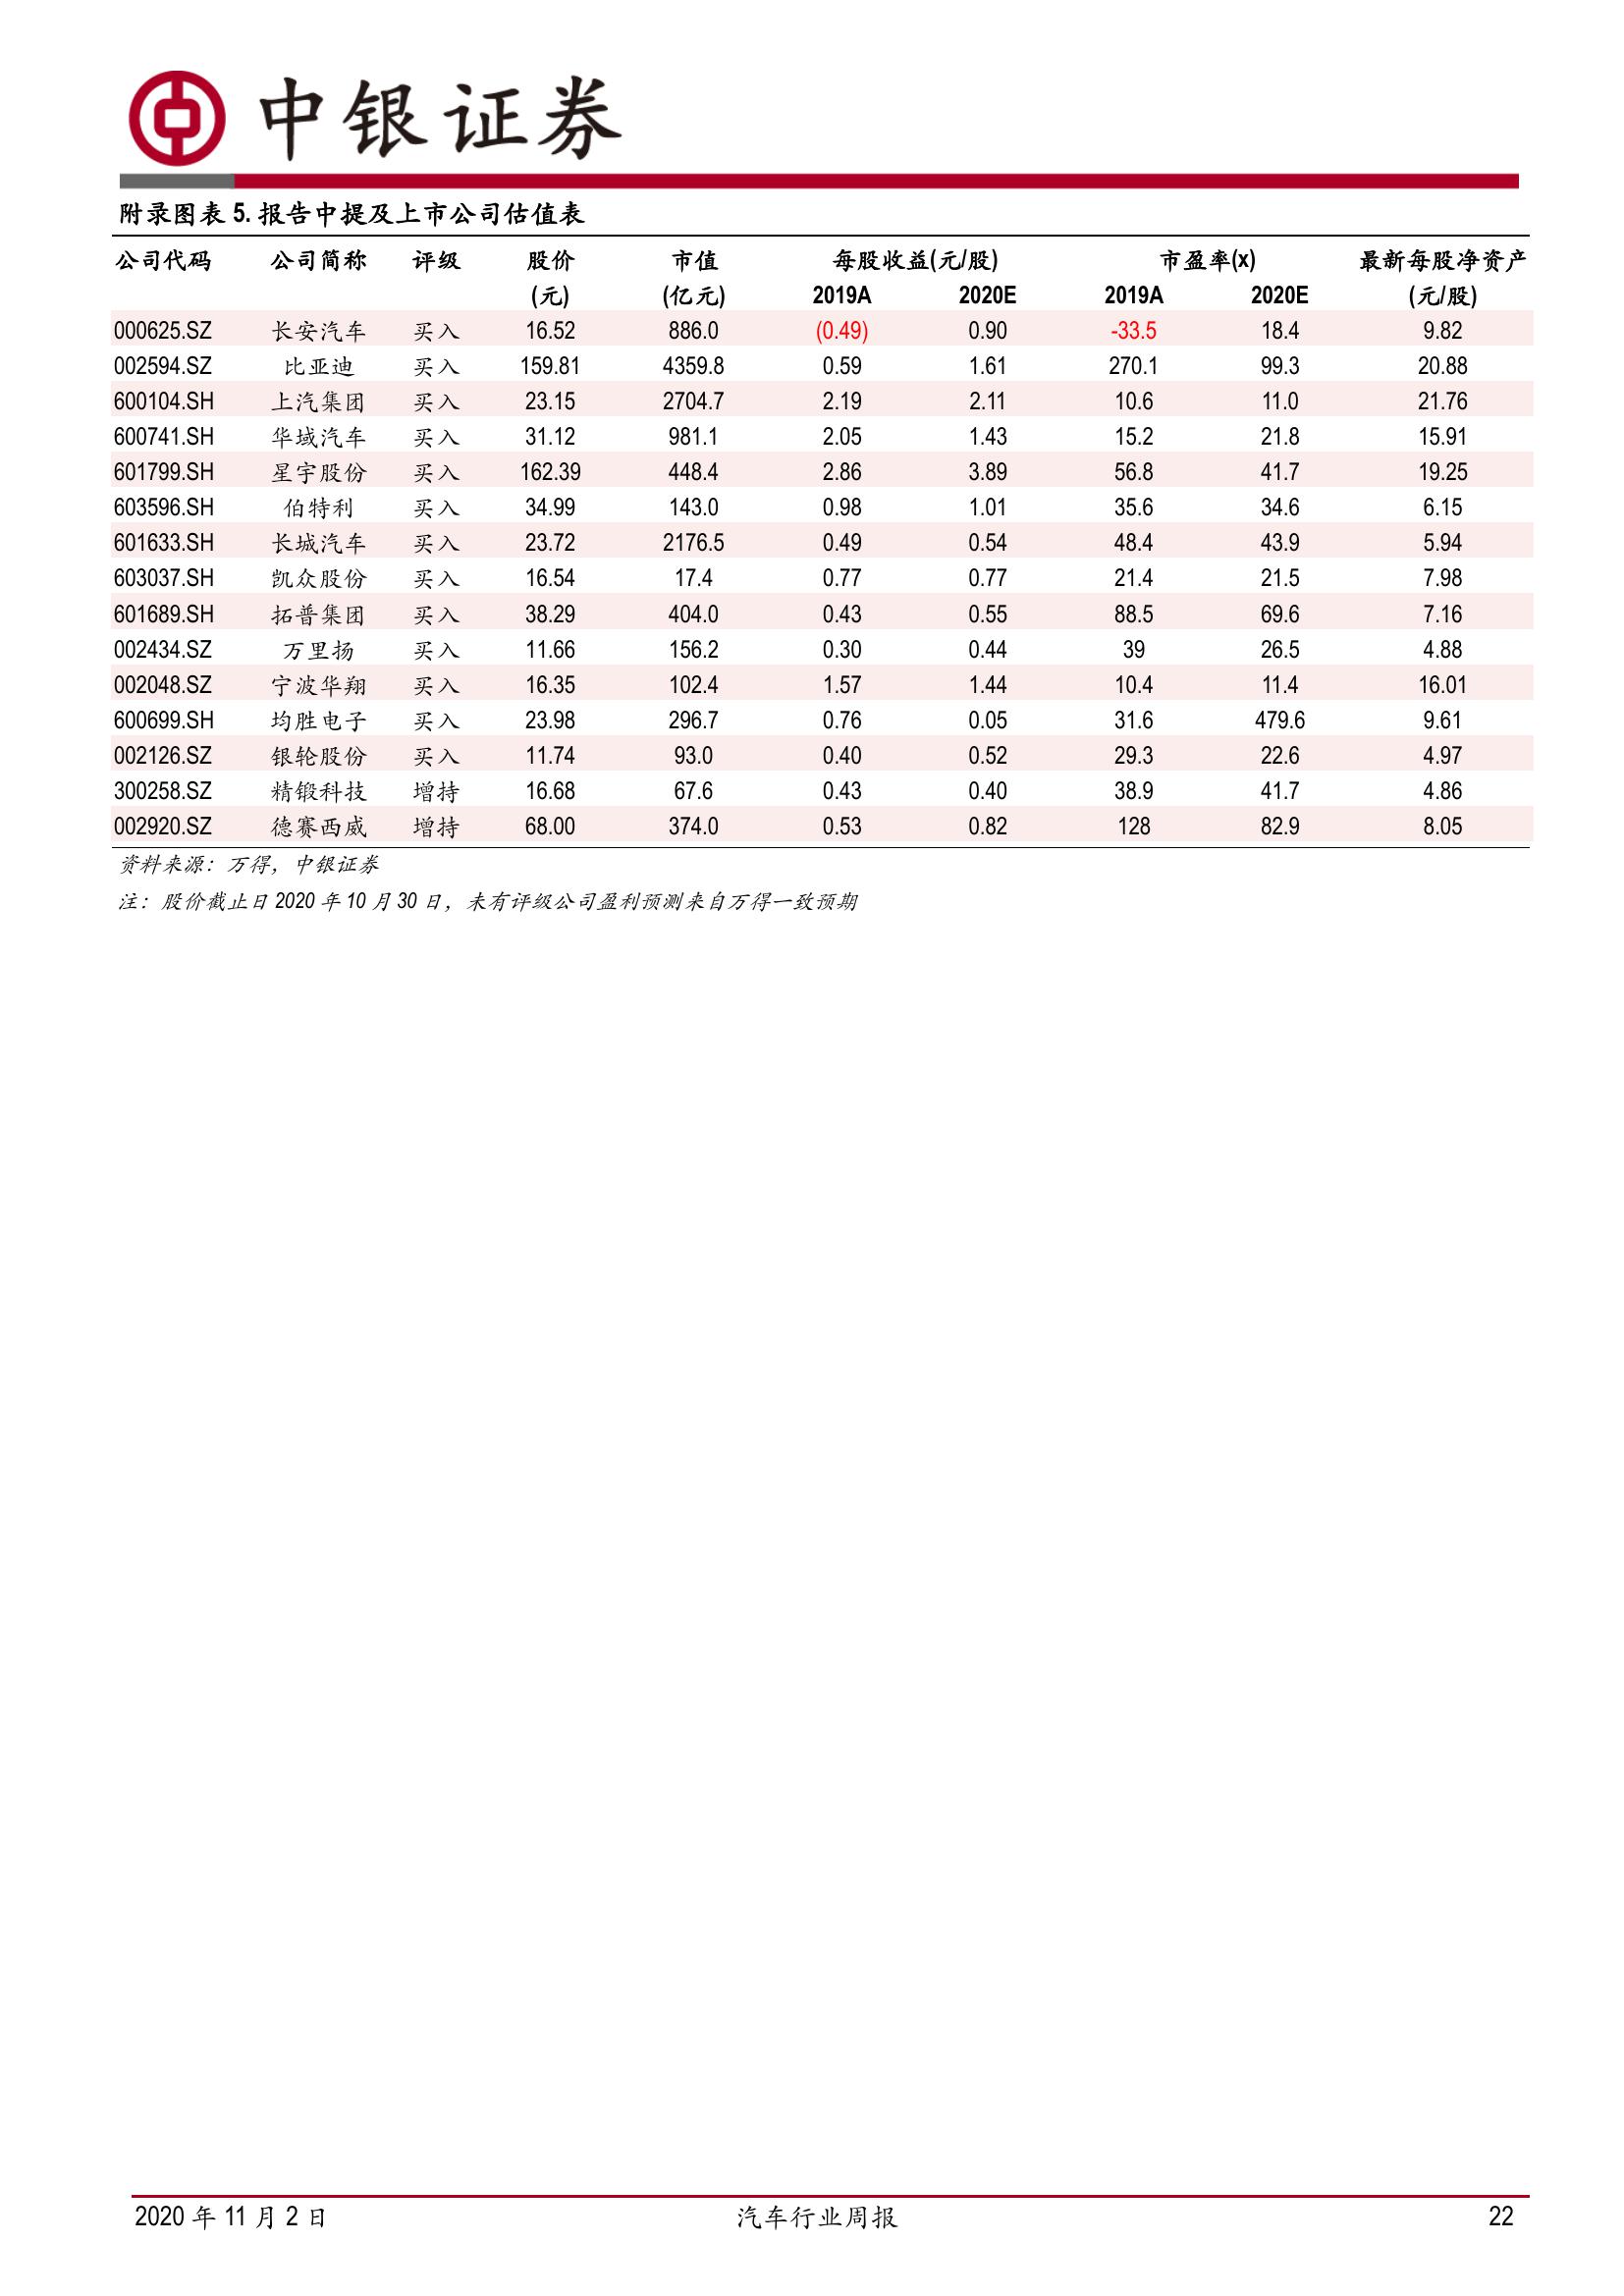 中银证券
附录图表 5. 报告中提及上市公司估值表
公司代码 公司简称 评级 股价 市值 每股收益(元/股) 市盈率(x) 最新每股净资产
(元) (亿元) 2019A 2020E 2019A 2020E (元/股)
000625.SZ 长安汽车 买入 16.52 886.0 (0.49) 0.90 -33.5 18.4 9.82
002594.SZ 比亚迪 买入 159.81 4359.8 0.59 1.61 270.1 99.3 20.88
600104.SH 上汽集团 买入 23.15 2704.7 2.19 2.11 10.6 11.0 21.76
600741.SH 华域汽车 买入 31.12 981.1 2.05 1.43 15.2 21.8 15.91
601799.SH 星宇股份 买入 162.39 448.4 2.86 3.89 56.8 41.7 19.25
603596.SH 伯特利 买入 34.99 143.0 0.98 1.01 35.6 34.6 6.15
601633.SH 长城汽车 买入 23.72 2176.5 0.49 0.54 48.4 43.9 5.94
603037.SH 凯众股份 买入 16.54 17.4 0.77 0.77 21.4 21.5 7.98
601689.SH 拓普集团 买入 38.29 404.0 0.43 0.55 88.5 69.6 7.16
002434.SZ 万里扬 买入 11.66 156.2 0.30 0.44 39 26.5 4.88
002048.SZ 宁波华翔 买入 16.35 102.4 1.57 1.44 10.4 11.4 16.01
600699.SH 均胜电子 买入 23.98 296.7 0.76 0.05 31.6 479.6 9.61
002126.SZ 银轮股份 买入 11.74 93.0 0.40 0.52 29.3 22.6 4.97
300258.SZ 精锻科技 增持 16.68 67.6 0.43 0.40 38.9 41.7 4.86
002920.SZ 德赛西威 增持 68.00 374.0 0.53 0.82 128 82.9 8.05
资料来源：万得，中银证券
注：股价截止日 2020 年 10 月 30 日，未有评级公司盈利预测来自万得一致预期
2020 年 11 月 2 日 汽车行业周报 22